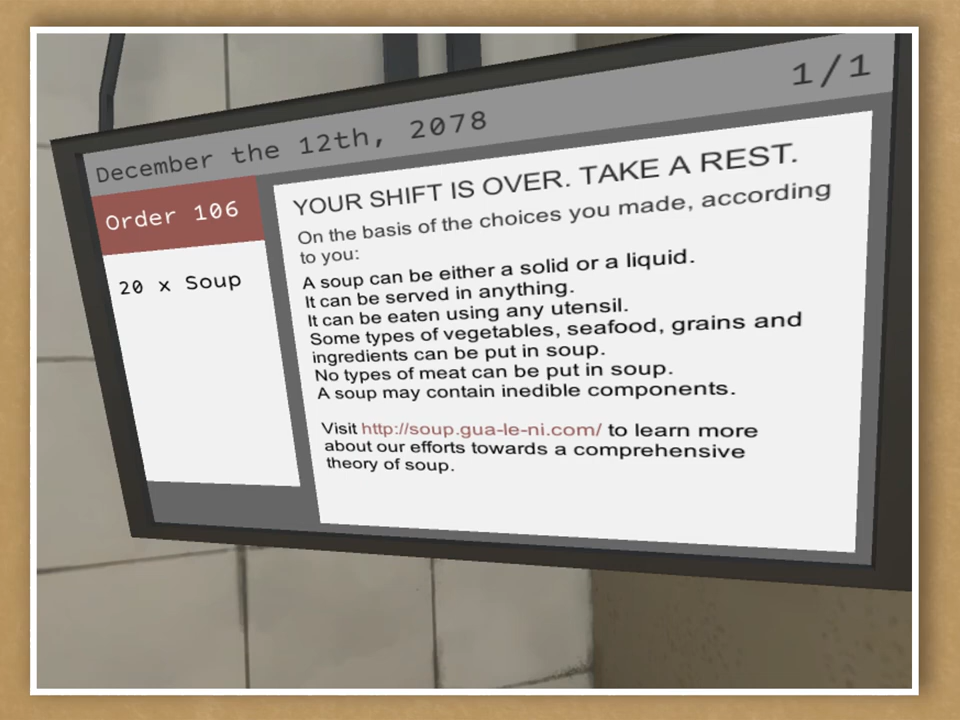 December the 12th, 2078
1/1
Order 106
20 x Soup
YOUR SHIFT IS OVER. TAKE A REST.
On the basis of the choices you made, according
to you:
A soup can be either a solid or a liquid.
It can be served in anything.
It can be eaten using any utensil.
Some types of vegetables, seafood, grains and
ingredients can be put in soup.
No types of meat can be put in soup.
A soup may contain inedible components.
Visit http://soup.gua-le-ni.com/ to learn more
about our efforts towards a comprehensive
theory of soup.